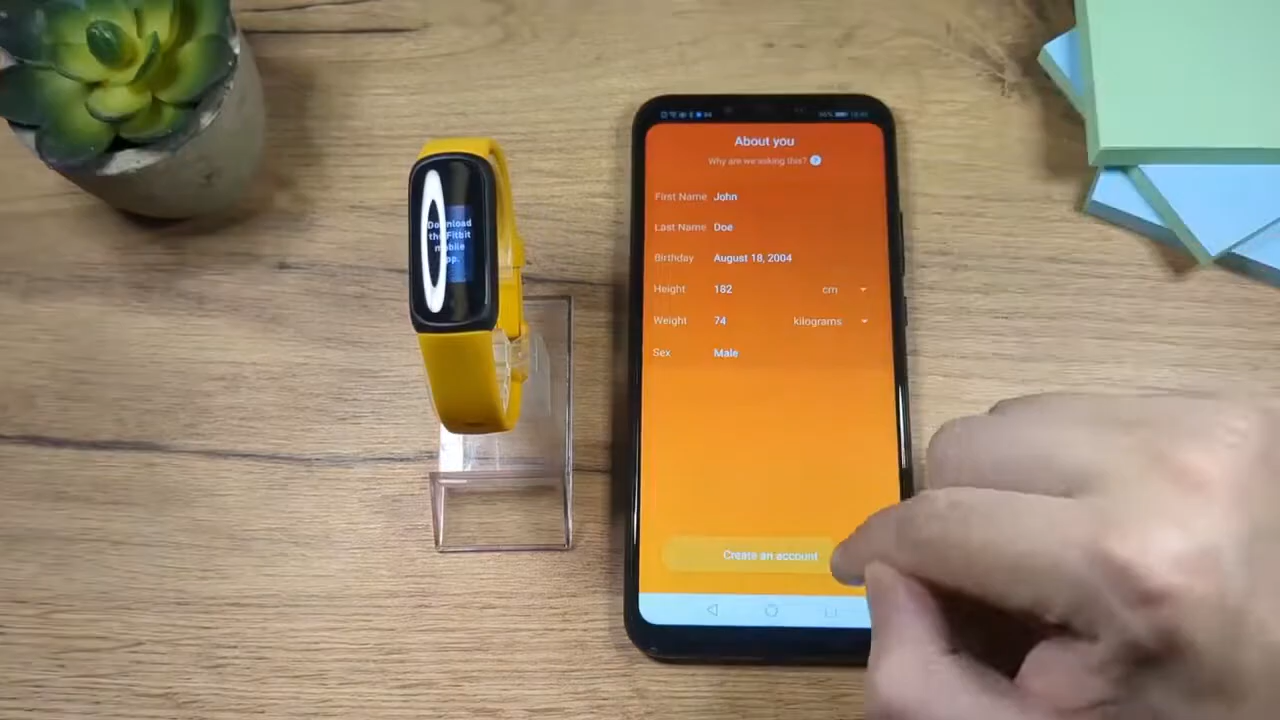 Download
the Fitbit
mobile
app.
About you
Why are we asking this? ?
First Name John
Last Name Doe
Birthday August 18, 2004
Height 182 cm
Weight 74 kilograms
Sex Male
Create an account